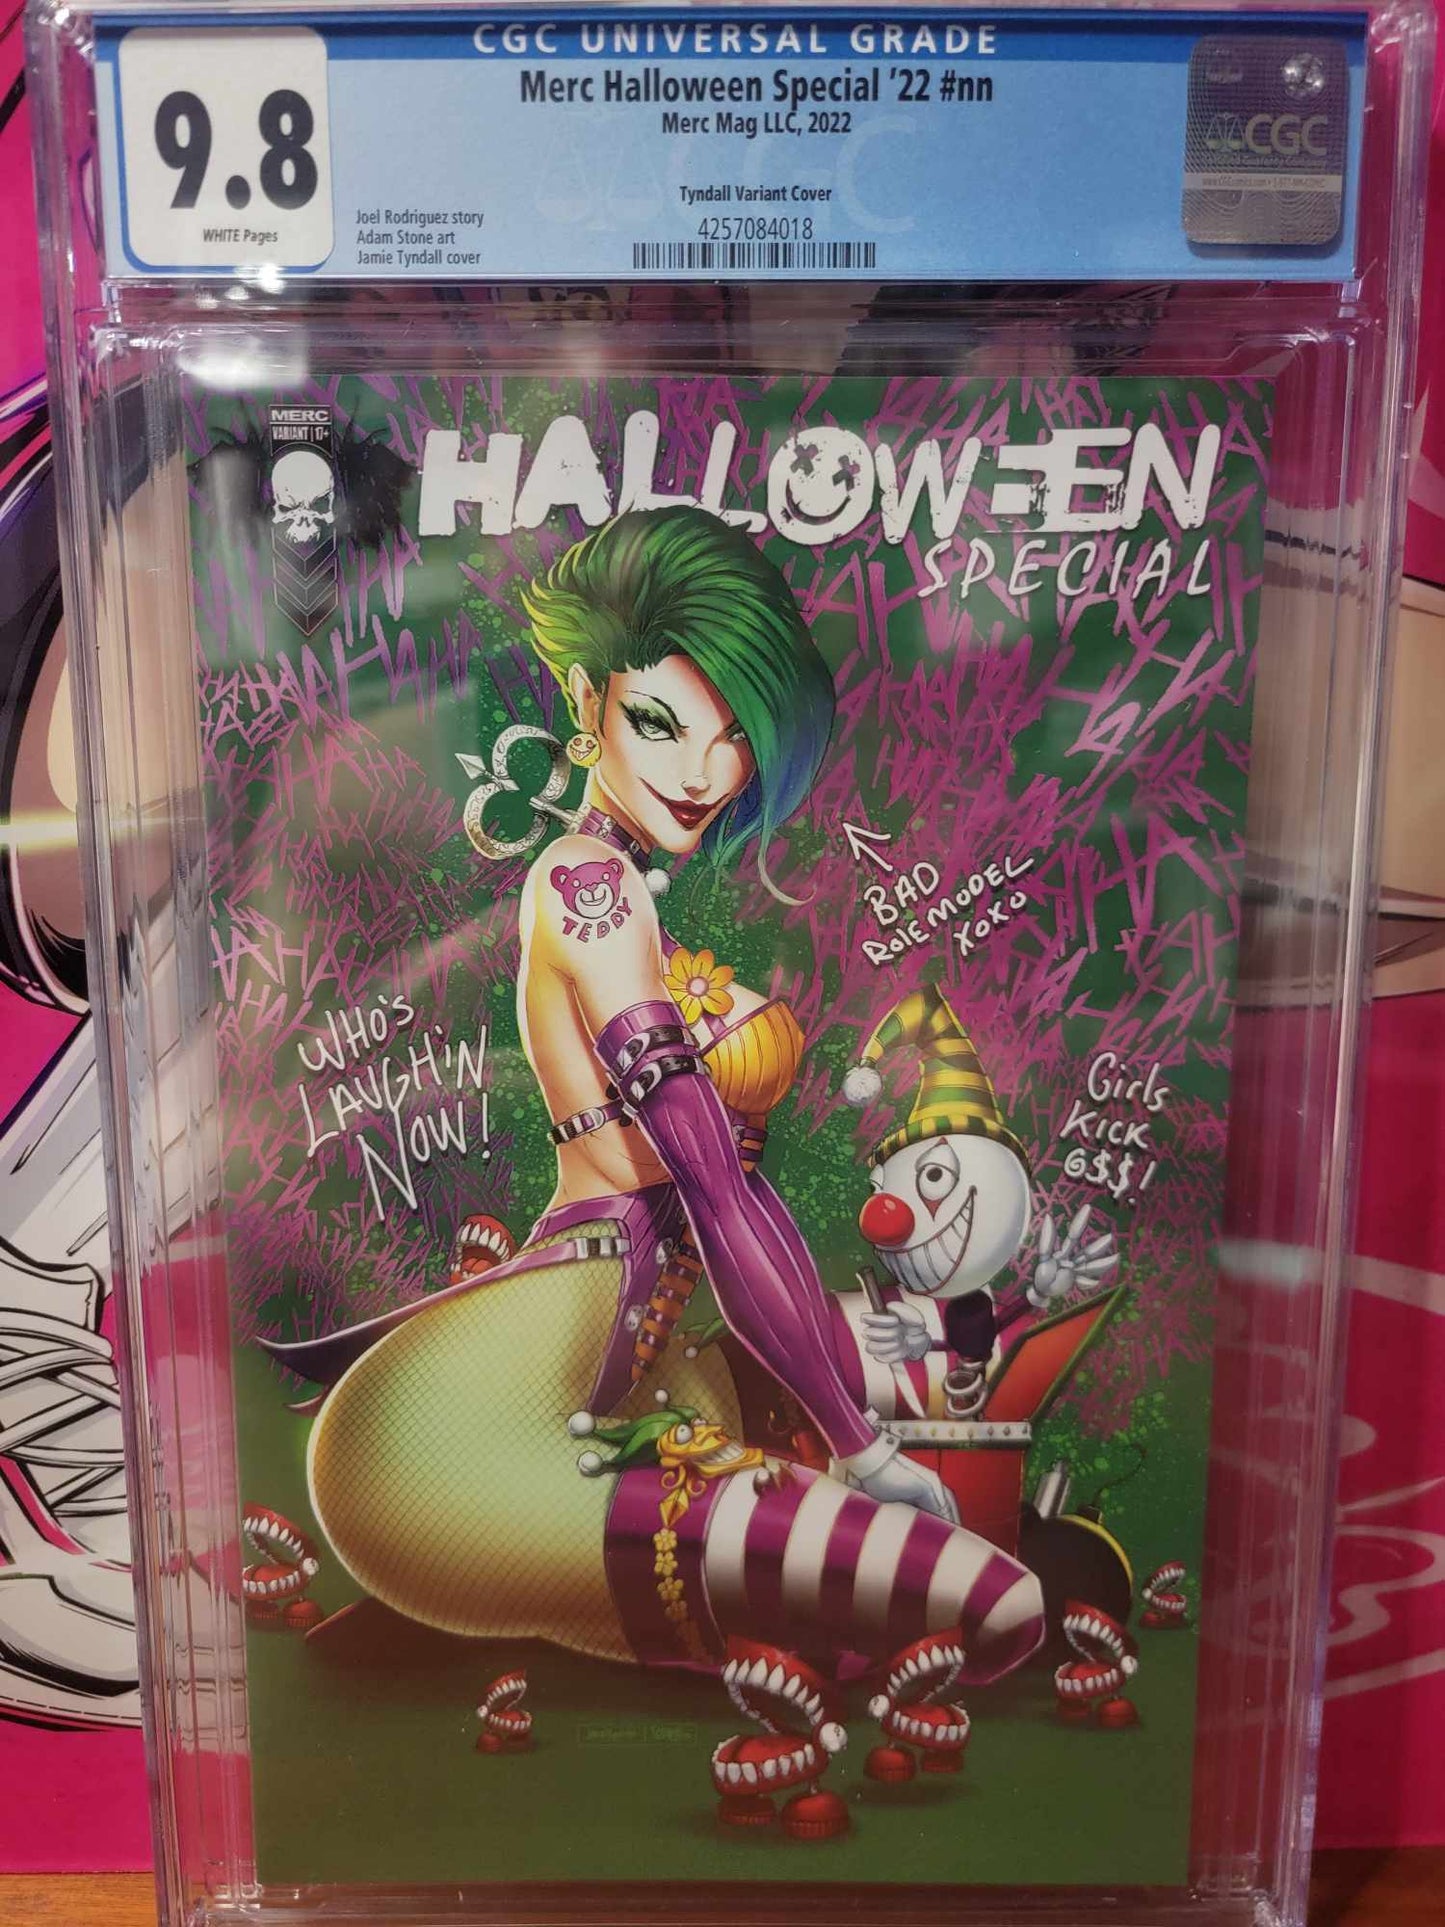 CGC UNIVERSAL GRADE
9.8
WHITE Pages
Merc Halloween Special '22 #nn
Merc Mag LLC, 2022
Tyndall Variant Cover
4257084018
Joel Rodriguez story
Adam Stone art
Jamie Tyndall cover
CGC
MERC
VARIANT | 17+
HALLOWEEN
SPECIAL
TEDDY
BAD
ROLEMODEL
XOXO
WHO'S
LAUGH'N
NOW!
Girls
KICK
@$$!